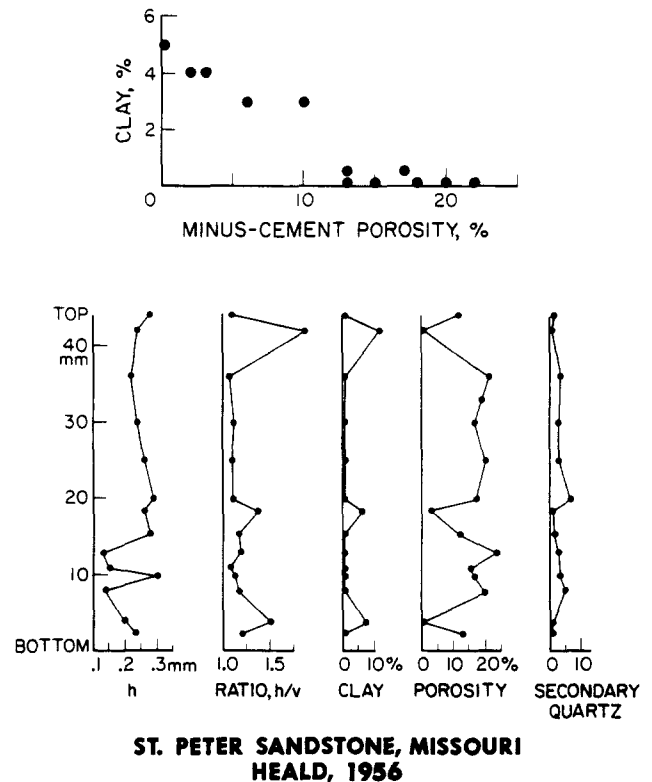 6
4
2
0
CLAY, %
10
20
MINUS-CEMENT POROSITY, %
TOP
40
mm
30
20
10
BOTTOM
.1 .2 .3mm
h
1.0 1.5
RATIO, h/v
0 10%
CLAY
0 10 20%
POROSITY
0 10
SECONDARY
QUARTZ
ST. PETER SANDSTONE, MISSOURI
HEALD, 1956